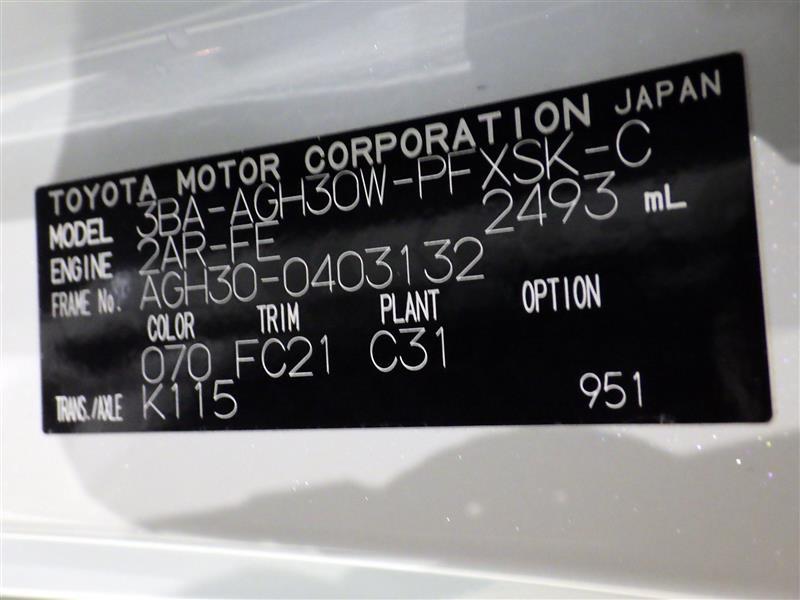 TOYOTA MOTOR CORPORATION JAPAN
MODEL 3BA-AGH30W-PFXSK-C
ENGINE 2AR-FE 2493 mL
FRAME No. AGH30-0403132
COLOR TRIM PLANT OPTION
070 FC21 C31
TRANS./AXLE K115 951